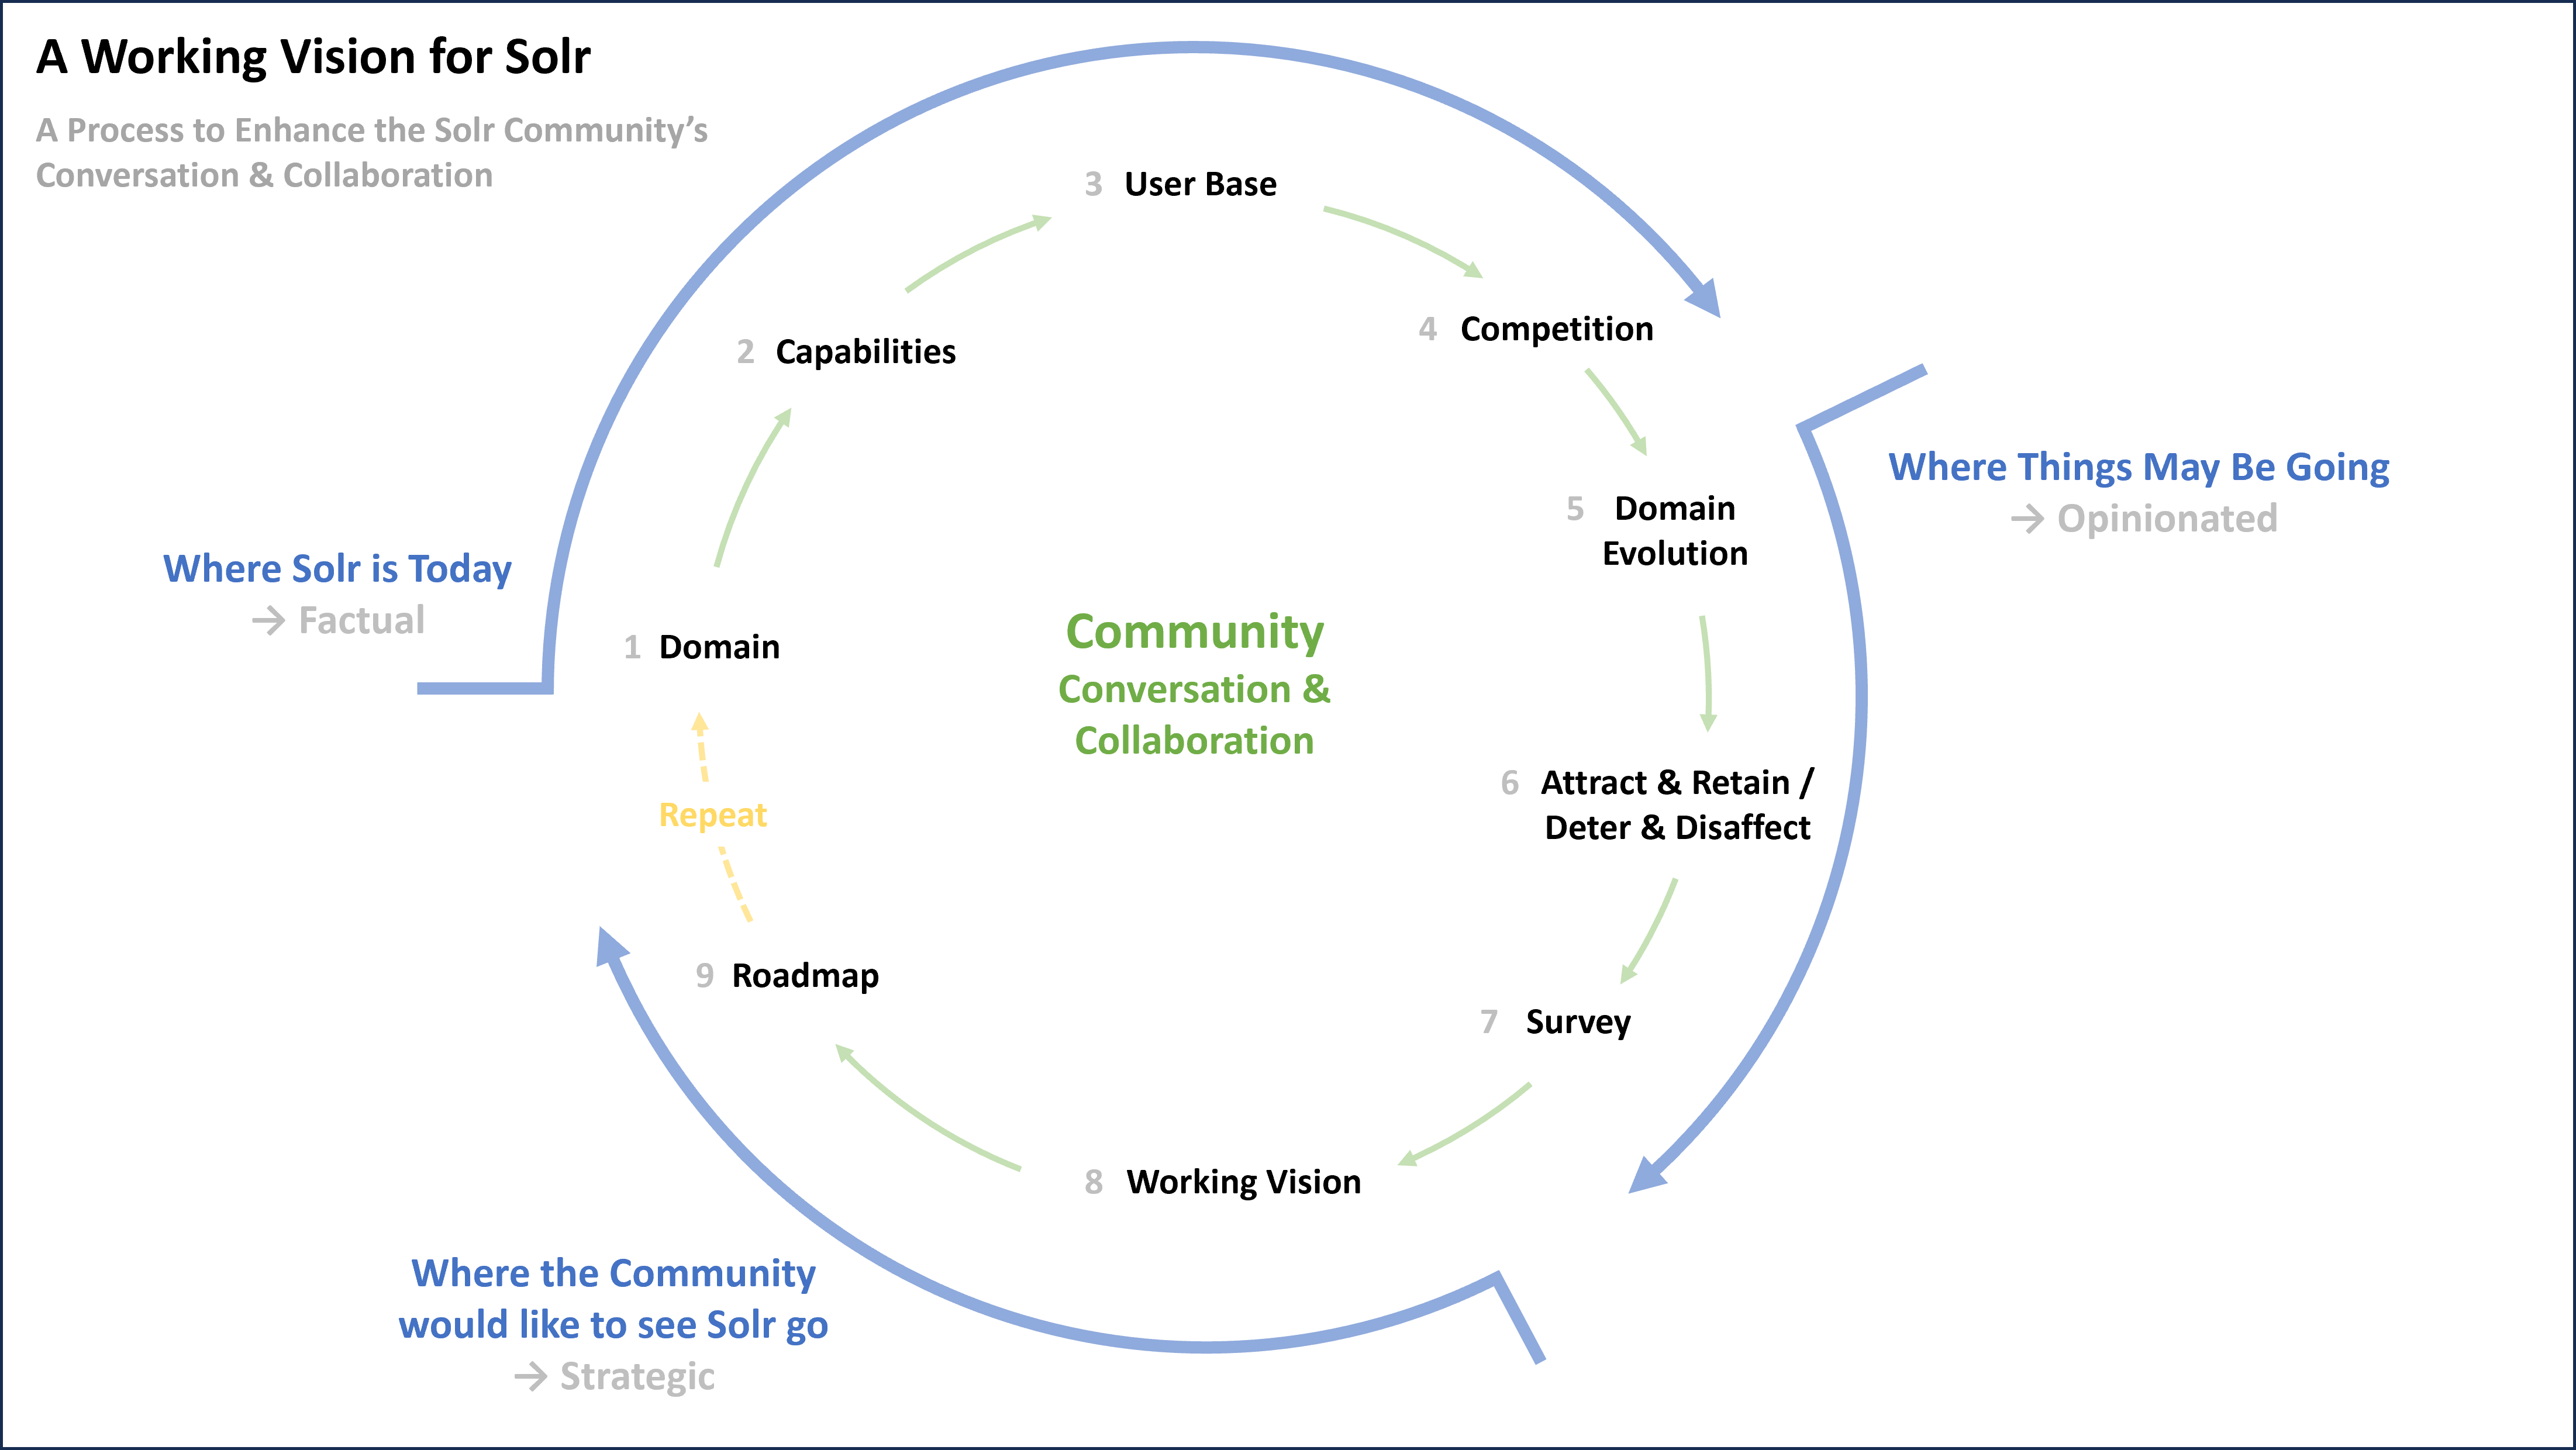 A Working Vision for Solr
A Process to Enhance the Solr Community’s
Conversation & Collaboration
Where Solr is Today
→ Factual
1 Domain
2 Capabilities
3 User Base
4 Competition
Where Things May Be Going
→ Opinionated
5 Domain
Evolution
6 Attract & Retain /
Deter & Disaffect
7 Survey
Where the Community
would like to see Solr go
→ Strategic
8 Working Vision
9 Roadmap
Repeat
Community
Conversation &
Collaboration